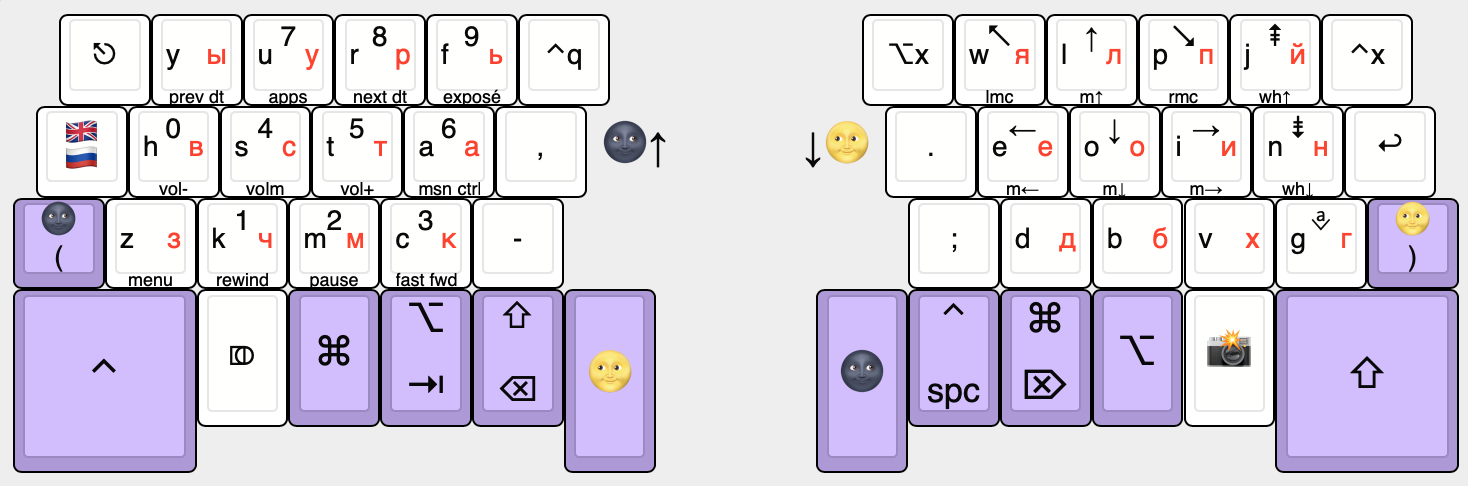 ⎋ y ы 7 u у 8 r р 9 f ь ^q ⌥x ↖ w я ↑ l л ↘ p п ⇞ j й ^x
prev dt apps next dt exposé lmc m↑ rmc wh↑
🇬🇧 🇷🇺 0 h в 4 s с 5 t т 6 a а , 🌚↑ ↓🌝 . ← e е ↓ o о → i и ⇟ n н ↩
vol- volm vol+ msn ctrl m← m↓ m→ wh↓
🌚 ( z з 1 k ч 2 m м 3 c к - ; d д b б v х g г a 🌝 )
menu rewind pause fast fwd
^ ⎄ ⌘ ⌥ ⇥ ⇧ ⌫ 🌝 🌚 ^ spc ⌘ ⌦ ⌥ 📸 ⇧